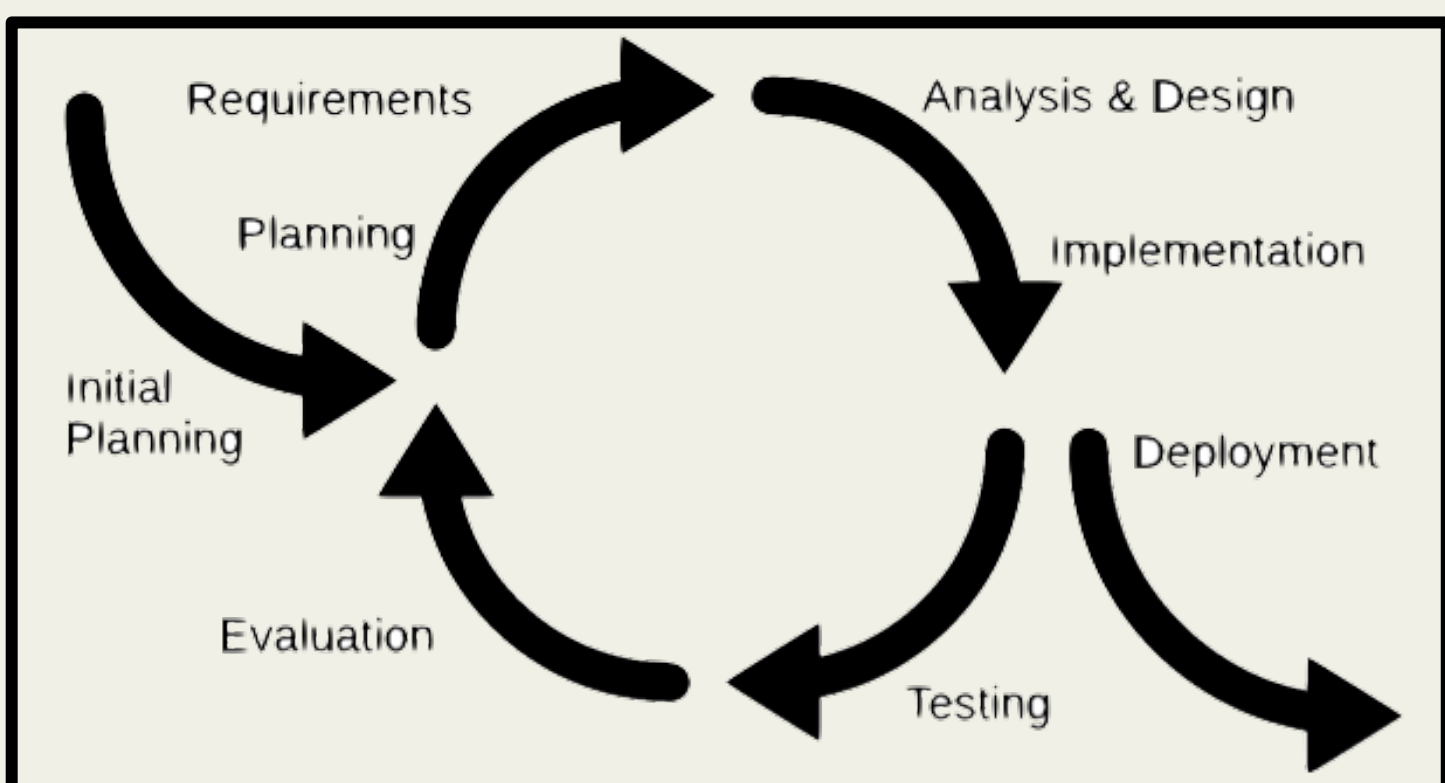 Requirements
Analysis & Design
Planning
Implementation
Initial
Planning
Deployment
Evaluation
Testing